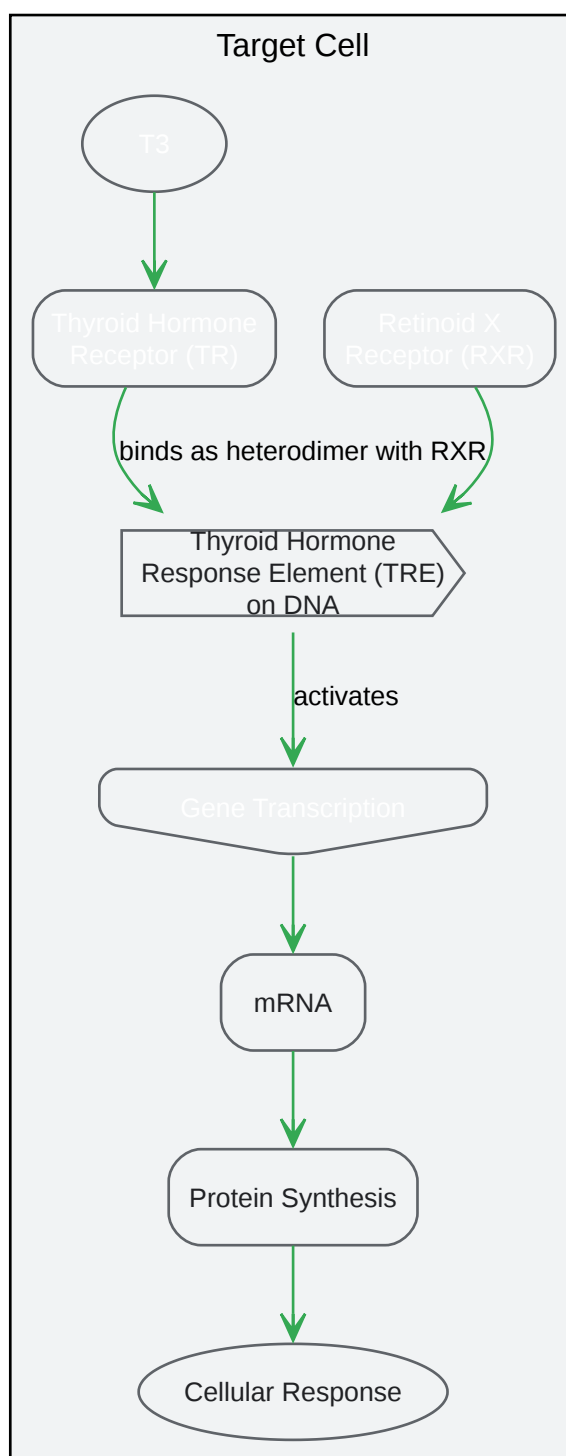 Target Cell
T3
Thyroid Hormone
Receptor (TR)
Retinoid X
Receptor (RXR)
binds as heterodimer with RXR
Thyroid Hormone
Response Element (TRE)
on DNA
activates
Gene Transcription
mRNA
Protein Synthesis
Cellular Response